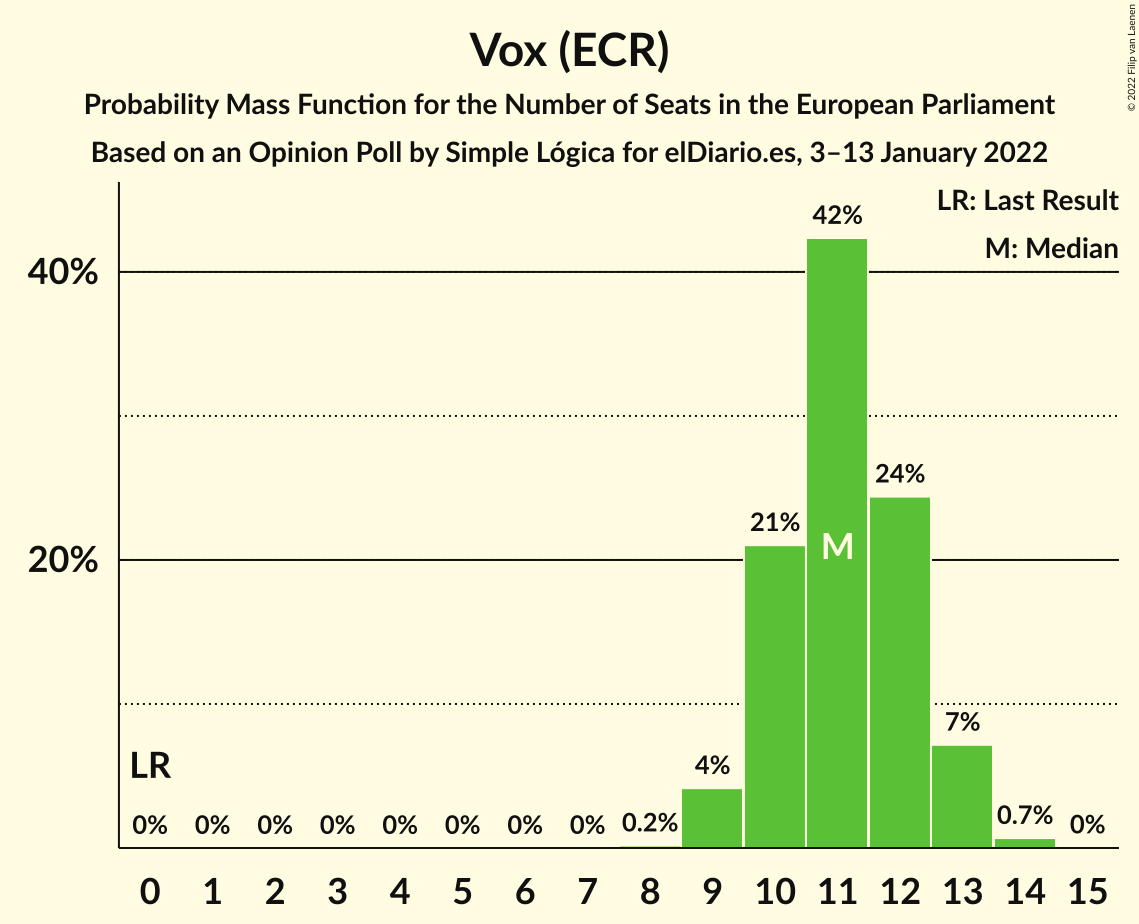 Vox (ECR)
Probability Mass Function for the Number of Seats in the European Parliament
Based on an Opinion Poll by Simple Lógica for elDiario.es, 3–13 January 2022
© 2022 Filip van Laenen
LR: Last Result
M: Median
42%
40%
24%
21%
M
20%
7%
LR
4%
0% 0% 0% 0% 0% 0% 0% 0% 0.2% 0.7% 0%
0 1 2 3 4 5 6 7 8 9 10 11 12 13 14 15